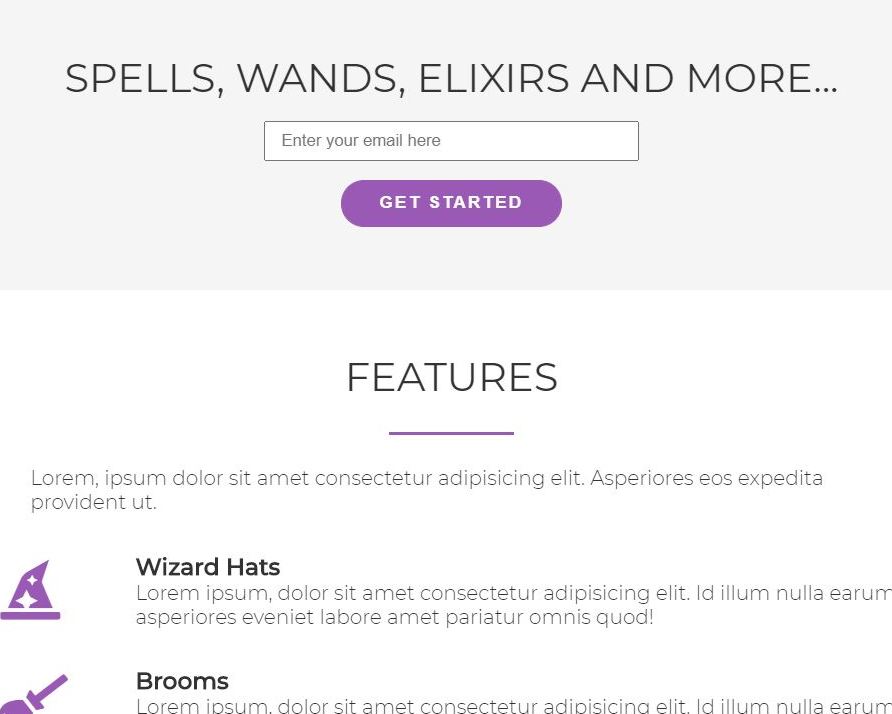 SPELLS, WANDS, ELIXIRS AND MORE...
Enter your email here
GET STARTED
FEATURES
Lorem, ipsum dolor sit amet consectetur adipisicing elit. Asperiores eos expedita
provident ut.
Wizard Hats
Lorem ipsum, dolor sit amet consectetur adipisicing elit. Id illum nulla earum
asperiores eveniet labore amet pariatur omnis quod!
Brooms
Lorem ipsum, dolor sit amet consectetur adipisicing elit. Id illum nulla earum